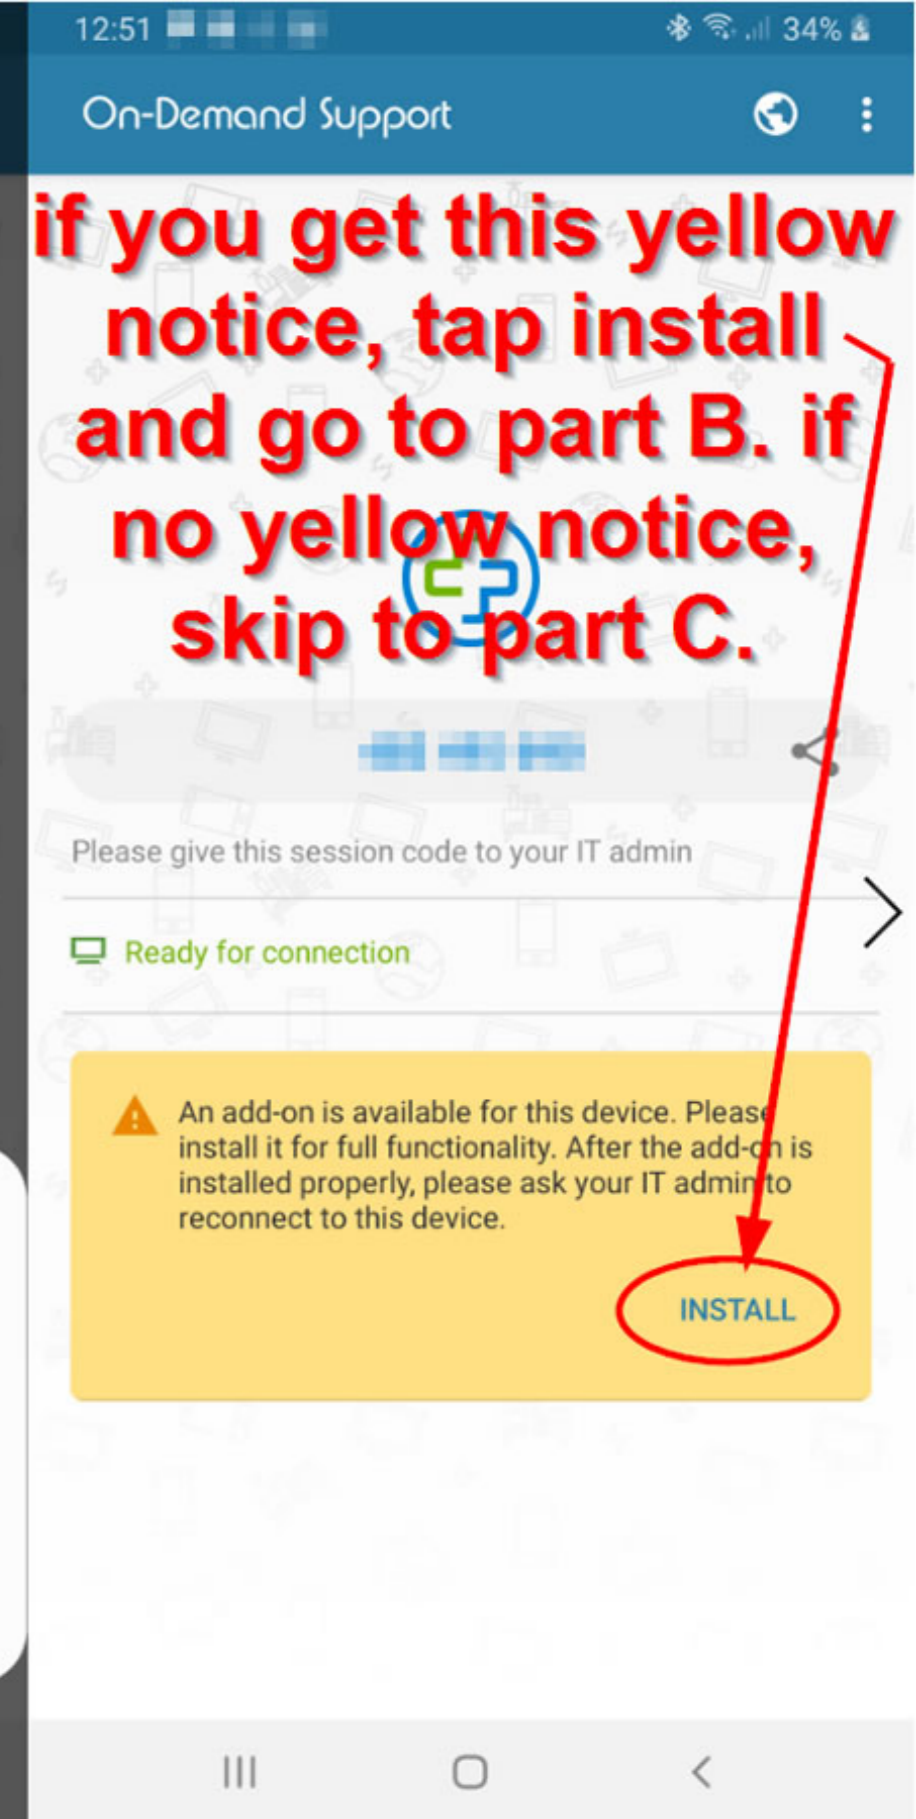 12:51
34%
On-Demand Support
if you get this yellow
notice, tap install
and go to part B. if
no yellow notice,
skip to part C.
Please give this session code to your IT admin
Ready for connection
An add-on is available for this device. Please
install it for full functionality. After the add-on is
installed properly, please ask your IT admin to
reconnect to this device.
INSTALL